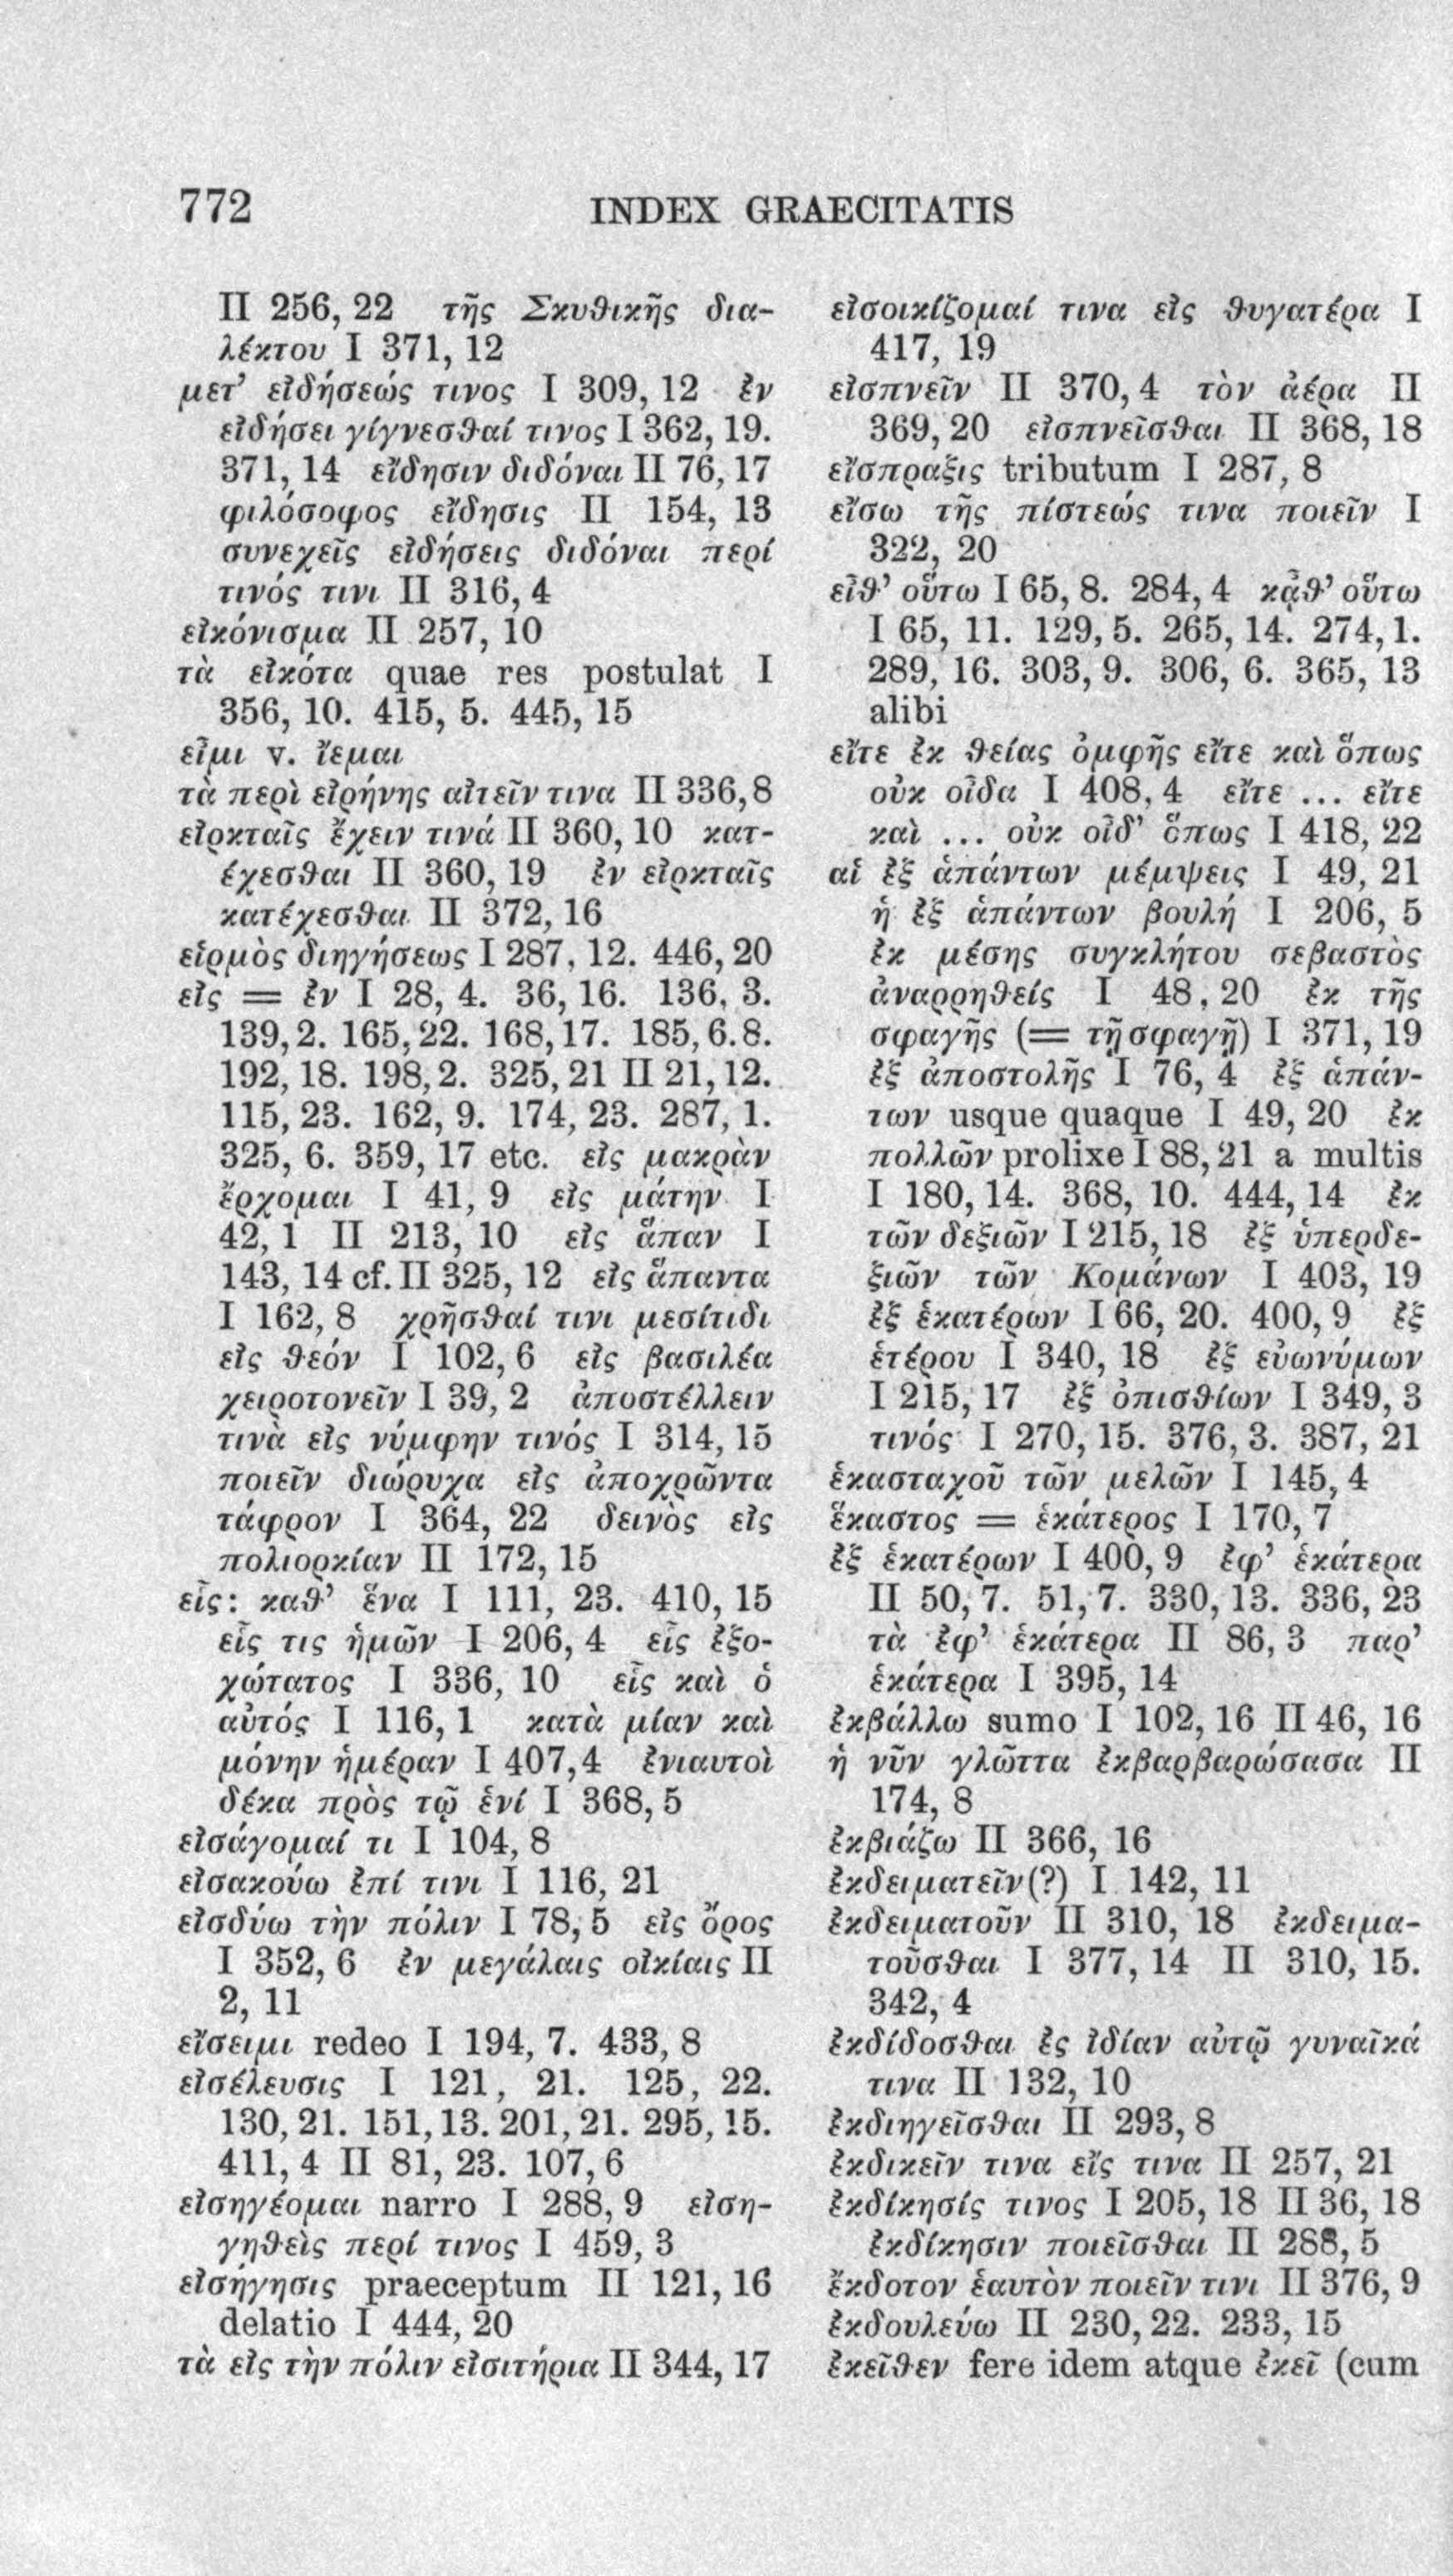 772
INDEX GRAECITATIS
II 256, 22 τῆς Σκυϑικῆς δια-
λέκτου I 371, 12
μετ’ εἰδήσεώς τινος I 309, 12 ἐν
εἰδήσει γίγνεσϑαί τινος I 362, 19.
371, 14 εἴδησιν διδόναι II 76, 17
φιλόσοφος εἴδησις II 154, 13
συνεχεῖς εἰδήσεις διδόναι περί
τινός τινι II 316, 4
εἰκόνισμα II 257, 10
τὰ εἰκότα quae res postulat I
356, 10. 415, 5. 445, 15
εἶμι v. ἵεμαι
τὰ περὶ εἰρήνης αἰτεῖν τινα II 336, 8
εἱρκταῖς ἔχειν τινά II 360, 10 κατ-
έχεσϑαι II 360, 19 ἐν εἱρκταῖς
κατέχεσϑαι II 372, 16
εἱρμὸς διηγήσεως I 287, 12. 446, 20
εἰς = ἐν I 28, 4. 36, 16. 136, 3.
139, 2. 165, 22. 168, 17. 185, 6. 8.
192, 18. 198, 2. 325, 21 II 21, 12.
115, 23. 162, 9. 174, 23. 287, 1.
325, 6. 359, 17 etc. εἰς μακρὰν
ἔρχομαι I 41, 9 εἰς μάτην I
42, 1 II 213, 10 εἰς ἅπαν I
143, 14 cf. II 325, 12 εἰς ἅπαντα
I 162, 8 χρῆσϑαί τινι μεσίτιδι
εἰς ϑεόν I 102, 6 εἰς βασιλέα
χειροτονεῖν I 39, 2 ἀποστέλλειν
τινὰ εἰς νύμφην τινός I 314, 15
ποιεῖν διώρυχα εἰς ἀποχρῶντα
τάφρον I 364, 22 δεινὸς εἰς
πολιορκίαν II 172, 15
εἷς: καϑ’ ἕνα I 111, 23. 410, 15
εἷς τις ἡμῶν I 206, 4 εἷς ἐξο-
χώτατος I 336, 10 εἷς καὶ ὁ
αὐτός I 116, 1 κατὰ μίαν καὶ
μόνην ἡμέραν I 407, 4 ἐνιαυτοὶ
δέκα πρὸς τῷ ἑνί I 368, 5
εἰσάγομαί τι I 104, 8
εἰσακούω ἐπί τινι I 116, 21
εἰσδύω τὴν πόλιν I 78, 5 εἰς ὄρος
I 352, 6 ἐν μεγάλαις οἰκίαις II
2, 11
εἴσειμι redeo I 194, 7. 433, 8
εἰσέλευσις I 121, 21. 125, 22.
130, 21. 151, 13. 201, 21. 295, 15.
411, 4 II 81, 23. 107, 6
εἰσηγέομαι narro I 288, 9 εἰση-
γηϑεὶς περί τινος I 459, 3
εἰσήγησις praeceptum II 121, 16
delatio I 444, 20
τὰ εἰς τὴν πόλιν εἰσιτήρια II 344, 17
εἰσοικίζομαί τινα εἰς ϑυγατέρα I
417, 19
εἰσπνεῖν II 370, 4 τὸν ἀέρα II
369, 20 εἰσπνεῖσϑαι II 368, 18
εἴσπραξις tributum I 287, 8
εἴσω τῆς πίστεώς τινα ποιεῖν I
322, 20
εἶϑ’ οὕτω I 65, 8. 284, 4 κᾆϑ’ οὕτω
I 65, 11. 129, 5. 265, 14. 274, 1.
289, 16. 303, 9. 306, 6. 365, 13
alibi
εἴτε ἐκ ϑείας ὀμφῆς εἴτε καὶ ὅπως
οὐκ οἶδα I 408, 4 εἴτε ... εἴτε
καὶ ... οὐκ οἶδ’ ὅπως I 418, 22
αἱ ἐξ ἁπάντων μέμψεις I 49, 21
ἡ ἐξ ἁπάντων βουλή I 206, 5
ἐκ μέσης συγκλήτου σεβαστὸς
ἀναρρηϑείς I 48, 20 ἐκ τῆς
σφαγῆς (= τῇ σφαγῇ) I 371, 19
ἐξ ἀποστολῆς I 76, 4 ἐξ ἁπάν-
των usque quaque I 49, 20 ἐκ
πολλῶν prolixe I 88, 21 a multis
I 180, 14. 368, 10. 444, 14 ἐκ
τῶν δεξιῶν I 215, 18 ἐξ ὑπερδε-
ξιῶν τῶν Κομάνων I 403, 19
ἐξ ἑκατέρων I 66, 20. 400, 9 ἐξ
ἑτέρου I 340, 18 ἐξ εὐωνύμων
I 215, 17 ἐξ ὀπισϑίων I 349, 3
τινός I 270, 15. 376, 3. 387, 21
ἑκασταχοῦ τῶν μελῶν I 145, 4
ἕκαστος = ἑκάτερος I 170, 7
ἐξ ἑκατέρων I 400, 9 ἐφ’ ἑκάτερα
II 50, 7. 51, 7. 330, 13. 336, 23
τὰ ἐφ’ ἑκάτερα II 86, 3 παρ’
ἑκάτερα I 395, 14
ἐκβάλλω sumo I 102, 16 II 46, 16
ἡ νῦν γλῶττα ἐκβαρβαρώσασα II
174, 8
ἐκβιάζω II 366, 16
ἐκδειματεῖν(?) I 142, 11
ἐκδειματοῦν II 310, 18 ἐκδειμα-
τοῦσϑαι I 377, 14 II 310, 15.
342, 4
ἐκδίδοσϑαι ἐς ἰδίαν αὐτῷ γυναῖκά
τινα II 132, 10
ἐκδιηγεῖσϑαι II 293, 8
ἐκδικεῖν τινα εἴς τινα II 257, 21
ἐκδίκησίς τινος I 205, 18 II 36, 18
ἐκδίκησιν ποιεῖσϑαι II 288, 5
ἔκδοτον ἑαυτὸν ποιεῖν τινι II 376, 9
ἐκδουλεύω II 230, 22. 233, 15
ἐκεῖϑεν fere idem atque ἐκεῖ (cum